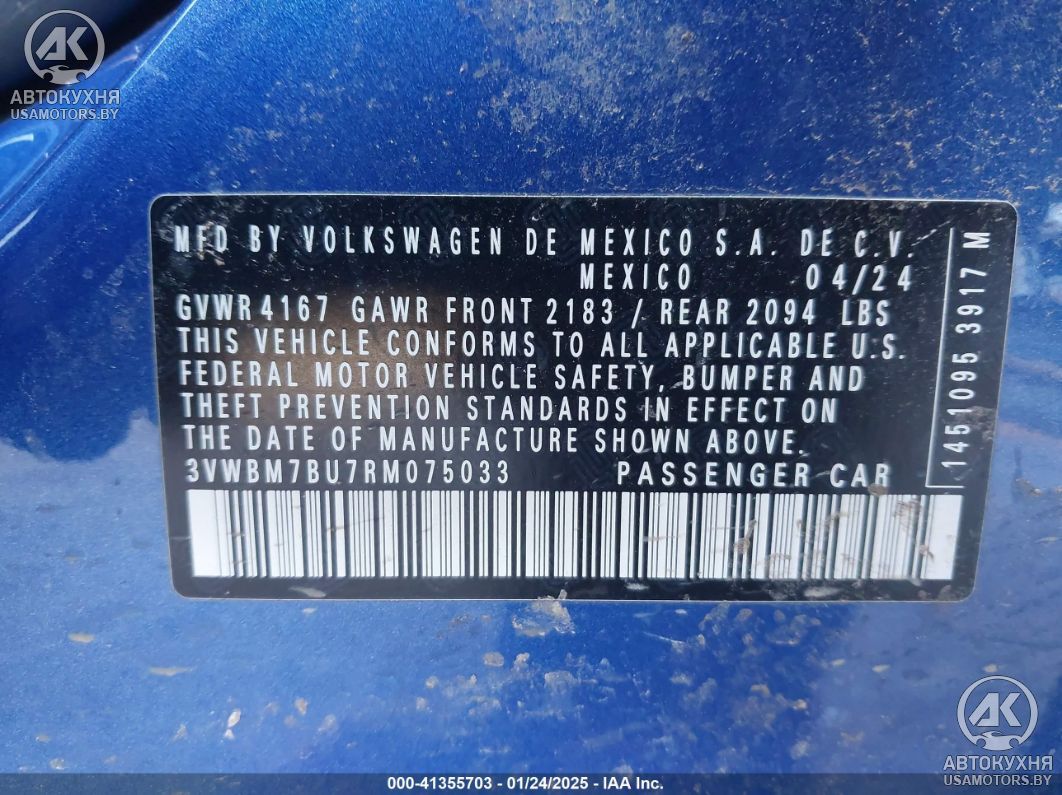 AK
АВТОКУХНЯ
USAMOTORS.BY
MFD BY VOLKSWAGEN DE MEXICO S.A. DE C.V.
MEXICO 04/24
GVWR 4167 GAWR FRONT 2183 / REAR 2094 LBS
THIS VEHICLE CONFORMS TO ALL APPLICABLE U.S.
FEDERAL MOTOR VEHICLE SAFETY, BUMPER AND
THEFT PREVENTION STANDARDS IN EFFECT ON
THE DATE OF MANUFACTURE SHOWN ABOVE.
3VWBM7BU7RM075033 PASSENGER CAR
1451095 3917 M
AK
АВТОКУХНЯ
USAMOTORS.BY
000-41355703 - 01/24/2025 - IAA Inc.